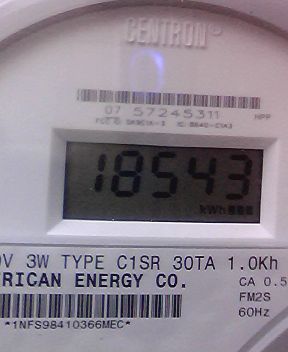 CENTRON®
07 57245311
HPP
18543
kWh
3W TYPE C1SR 30TA 1.0Kh
RICAN ENERGY CO.
CA 0.5
FM2S
60Hz
*1NFS98410366MEC*